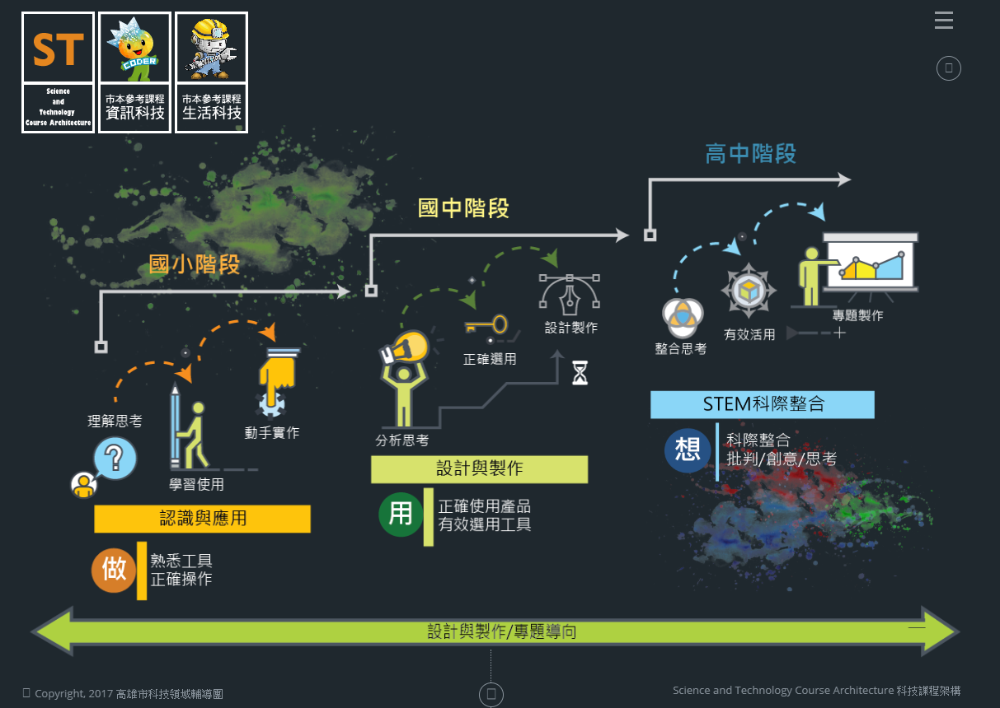 ST
Science
and
Technology
Course Architecture
CODER
市本參考課程
資訊科技
市本參考課程
生活科技
國小階段
國中階段
高中階段
理解思考
?
學習使用
動手實作
認識與應用
做
熟悉工具
正確操作
分析思考
正確選用
設計製作
設計與製作
用
正確使用產品
有效選用工具
整合思考
有效活用
專題製作
STEM科際整合
想
科際整合
批判/創意/思考
設計與製作/專題導向
Copyright, 2017 高雄市科技領域輔導團
Science and Technology Course Architecture 科技課程架構